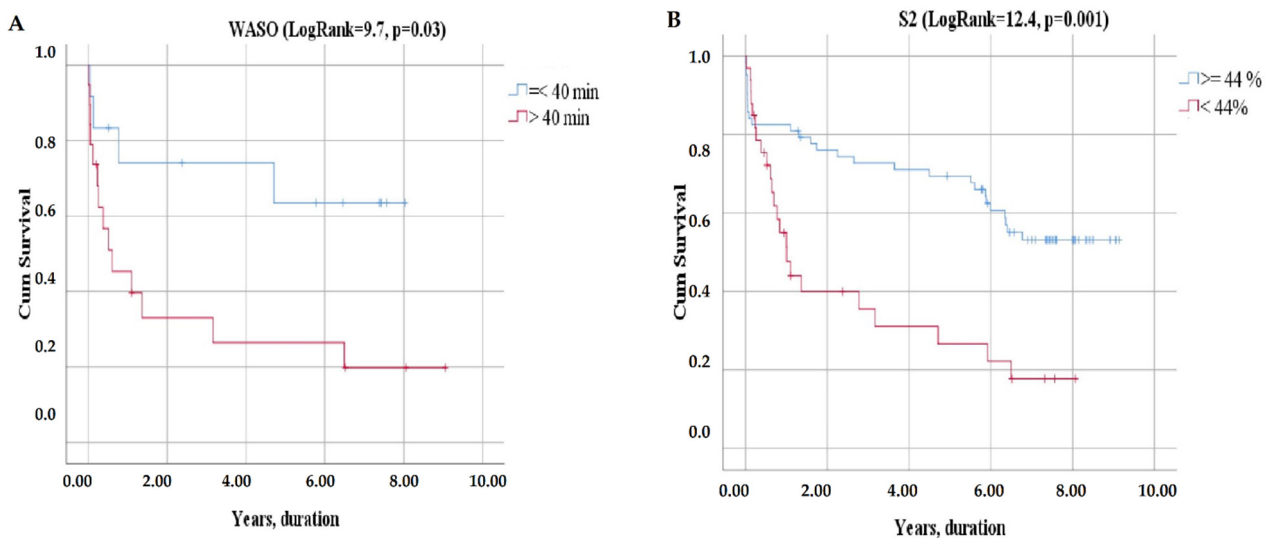 A
WASO (LogRank=9.7, p=0.03)
1.0
0.8
0.6
0.4
0.2
0.0
Cum Survival
=< 40 min
> 40 min
0.00 2.00 4.00 6.00 8.00 10.00
Years, duration
B
S2 (LogRank=12.4, p=0.001)
1.0
0.8
0.6
0.4
0.2
0.0
Cum Survival
>= 44 %
< 44%
0.00 2.00 4.00 6.00 8.00 10.00
Years, duration